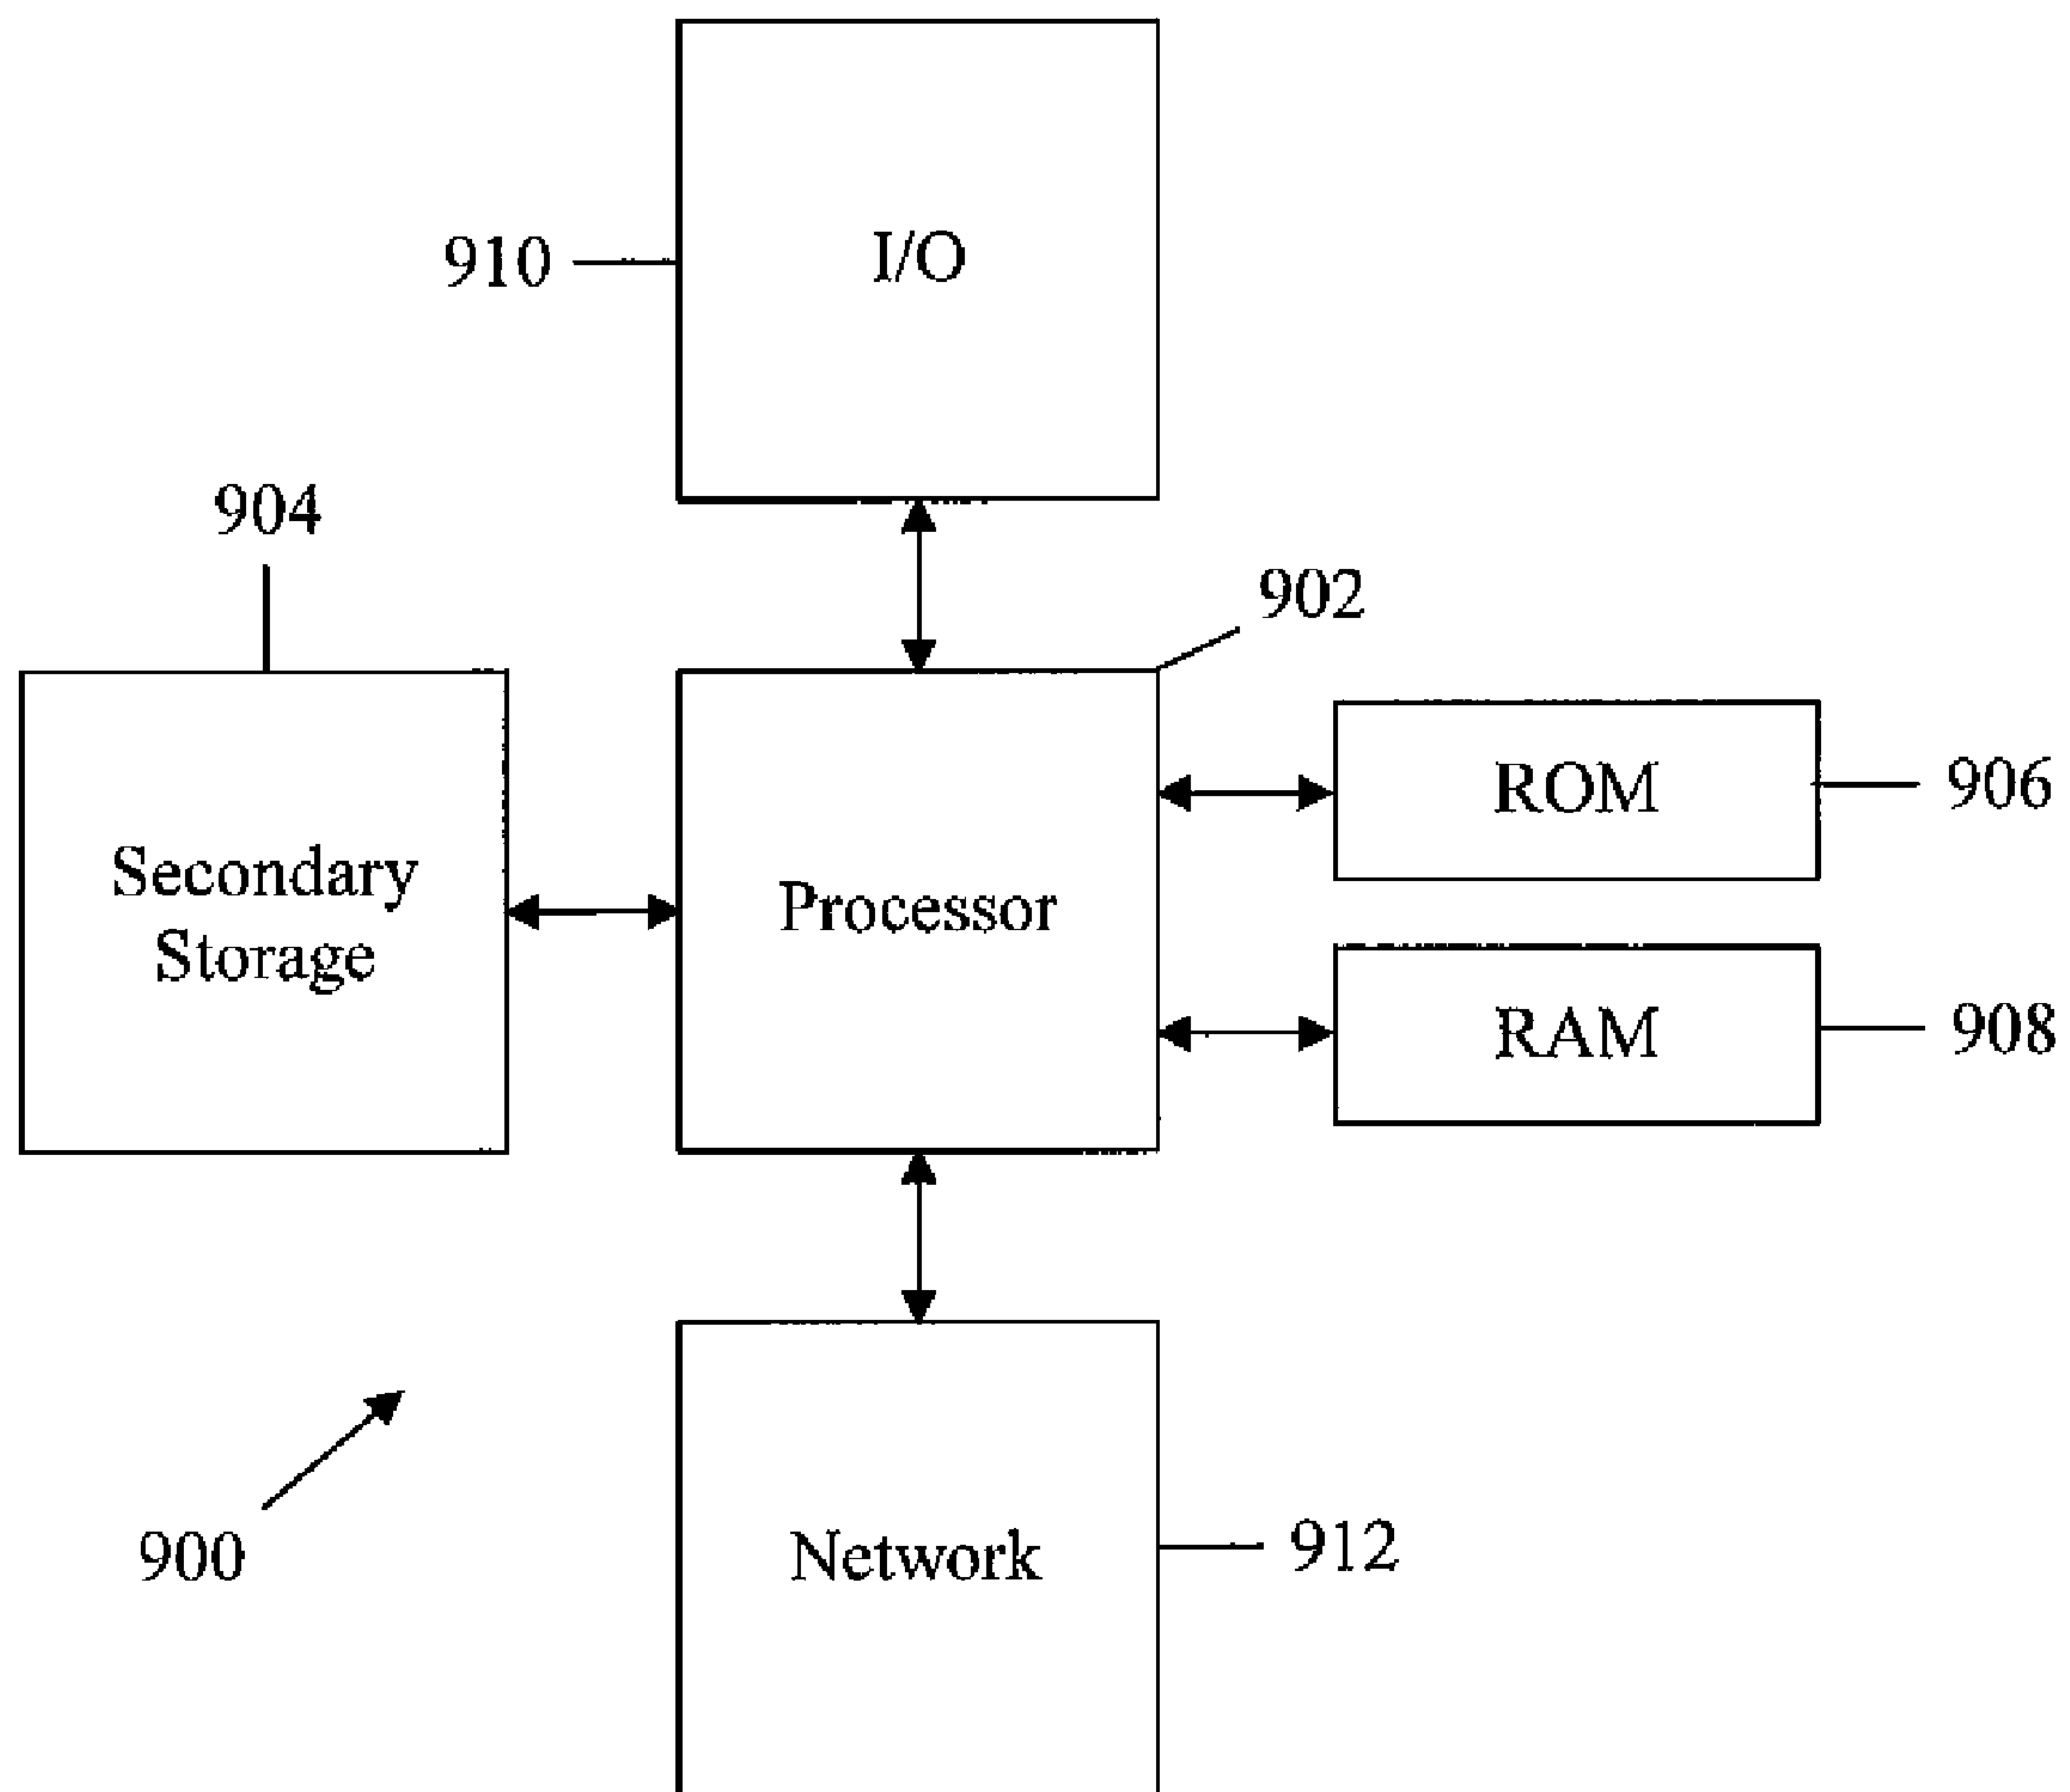 I/O
910
904
902
ROM
906
Secondary
Storage
Processor
RAM
908
Network
912
900